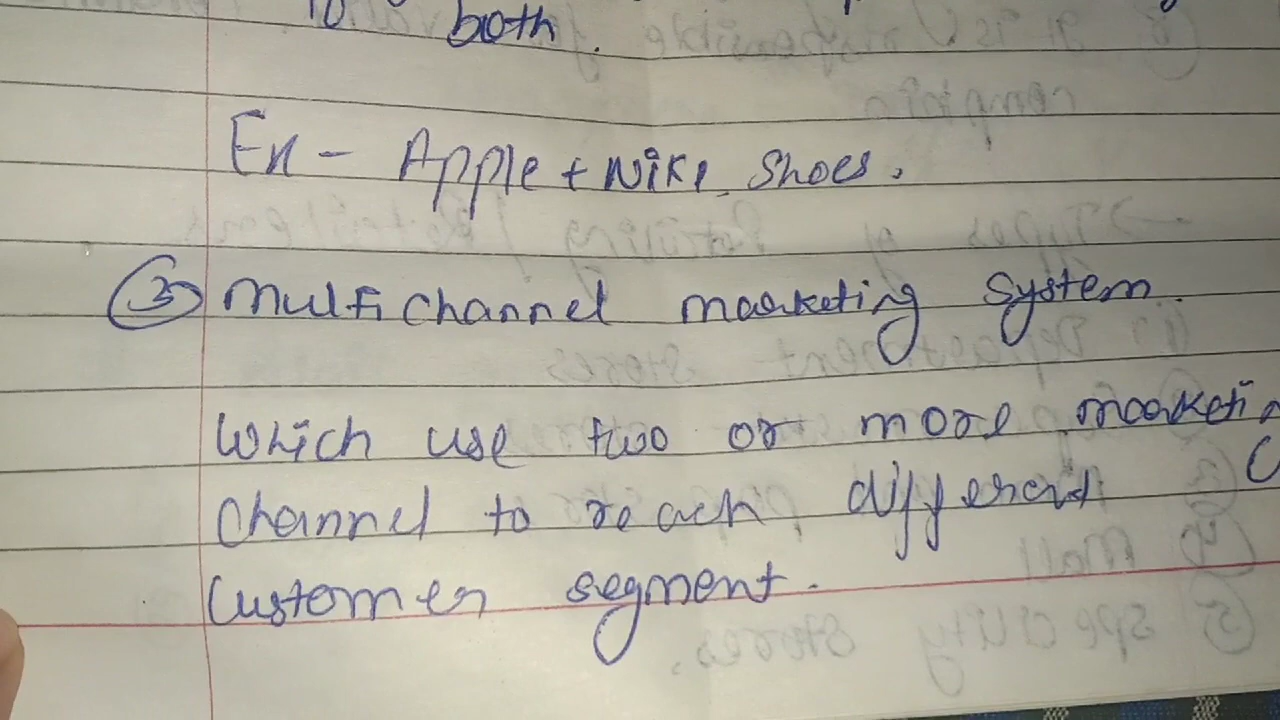 both.
Ex - Apple + Nike Shoes.
③ Multichannel marketing system.
Which use two or more marketin
Channel to reach different
Customer segment.